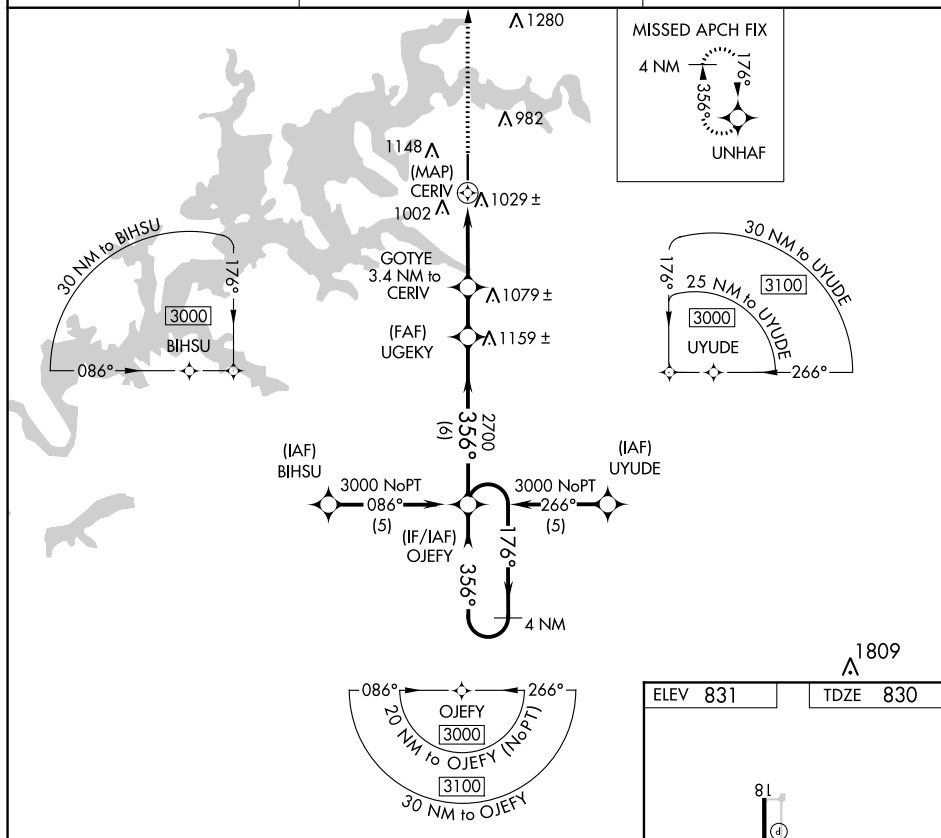 1280
MISSED APCH FIX
4 NM
176°
356°
UNHAF
982
1148
(MAP)
CERIV
1029 ±
1002
30 NM to BIHSU
176°
3000
BIHSU
086°
GOTYE
3.4 NM to
CERIV
1079 ±
(FAF)
UGEKY
1159 ±
30 NM to UYUDE
3100
176°
25 NM to UYUDE
3000
UYUDE
266°
2700
356°
(6)
(IAF)
BIHSU
3000 NoPT
086°
(5)
(IAF)
UYUDE
3000 NoPT
266°
(5)
(IF/IAF)
OJEFY
176°
356°
4 NM
1809
086°
266°
OJEFY
3000
20 NM to OJEFY (NoPT)
3100
30 NM to OJEFY
ELEV 831
TDZE 830
18
P